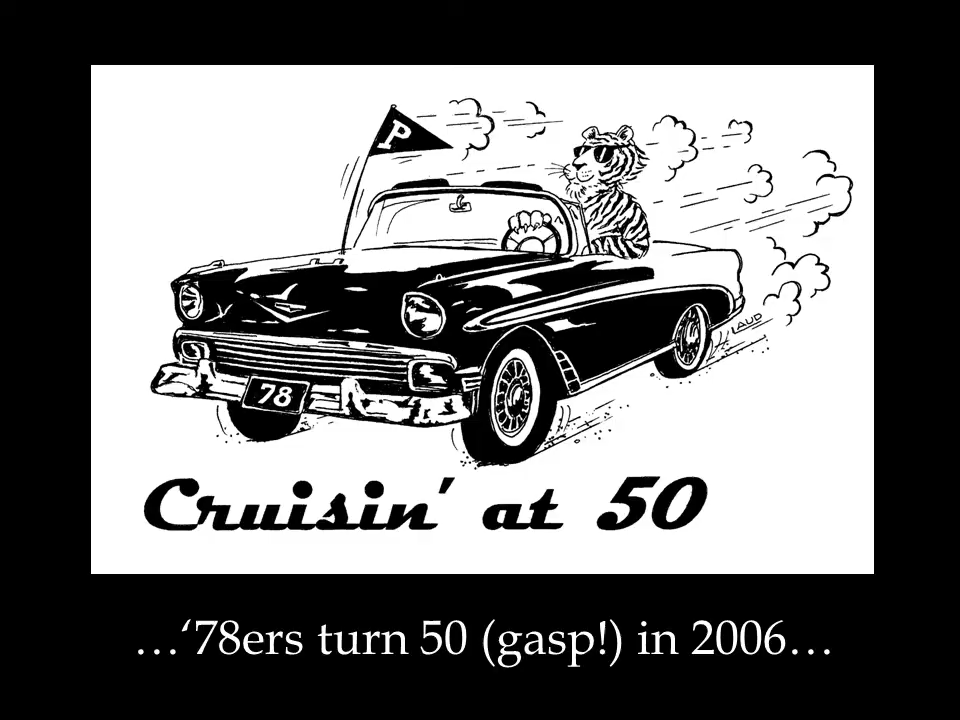 P
LAUD
78
Cruisin' at 50
…‘78ers turn 50 (gasp!) in 2006…